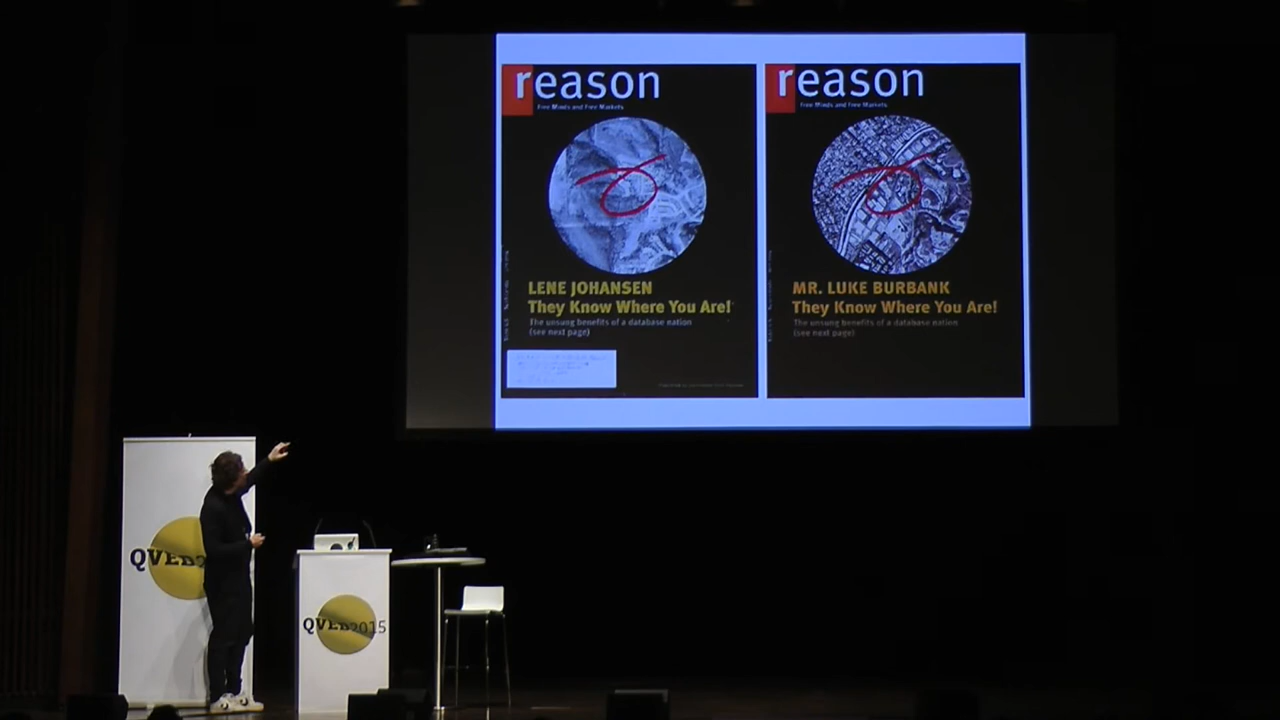 reason
Free Minds and Free Markets
LENE JOHANSEN
They Know Where You Are!
The unsung benefits of a database nation
(see next page)
reason
Free Minds and Free Markets
MR. LUKE BURBANK
They Know Where You Are!
The unsung benefits of a database nation
(see next page)
QVED
QVED2015